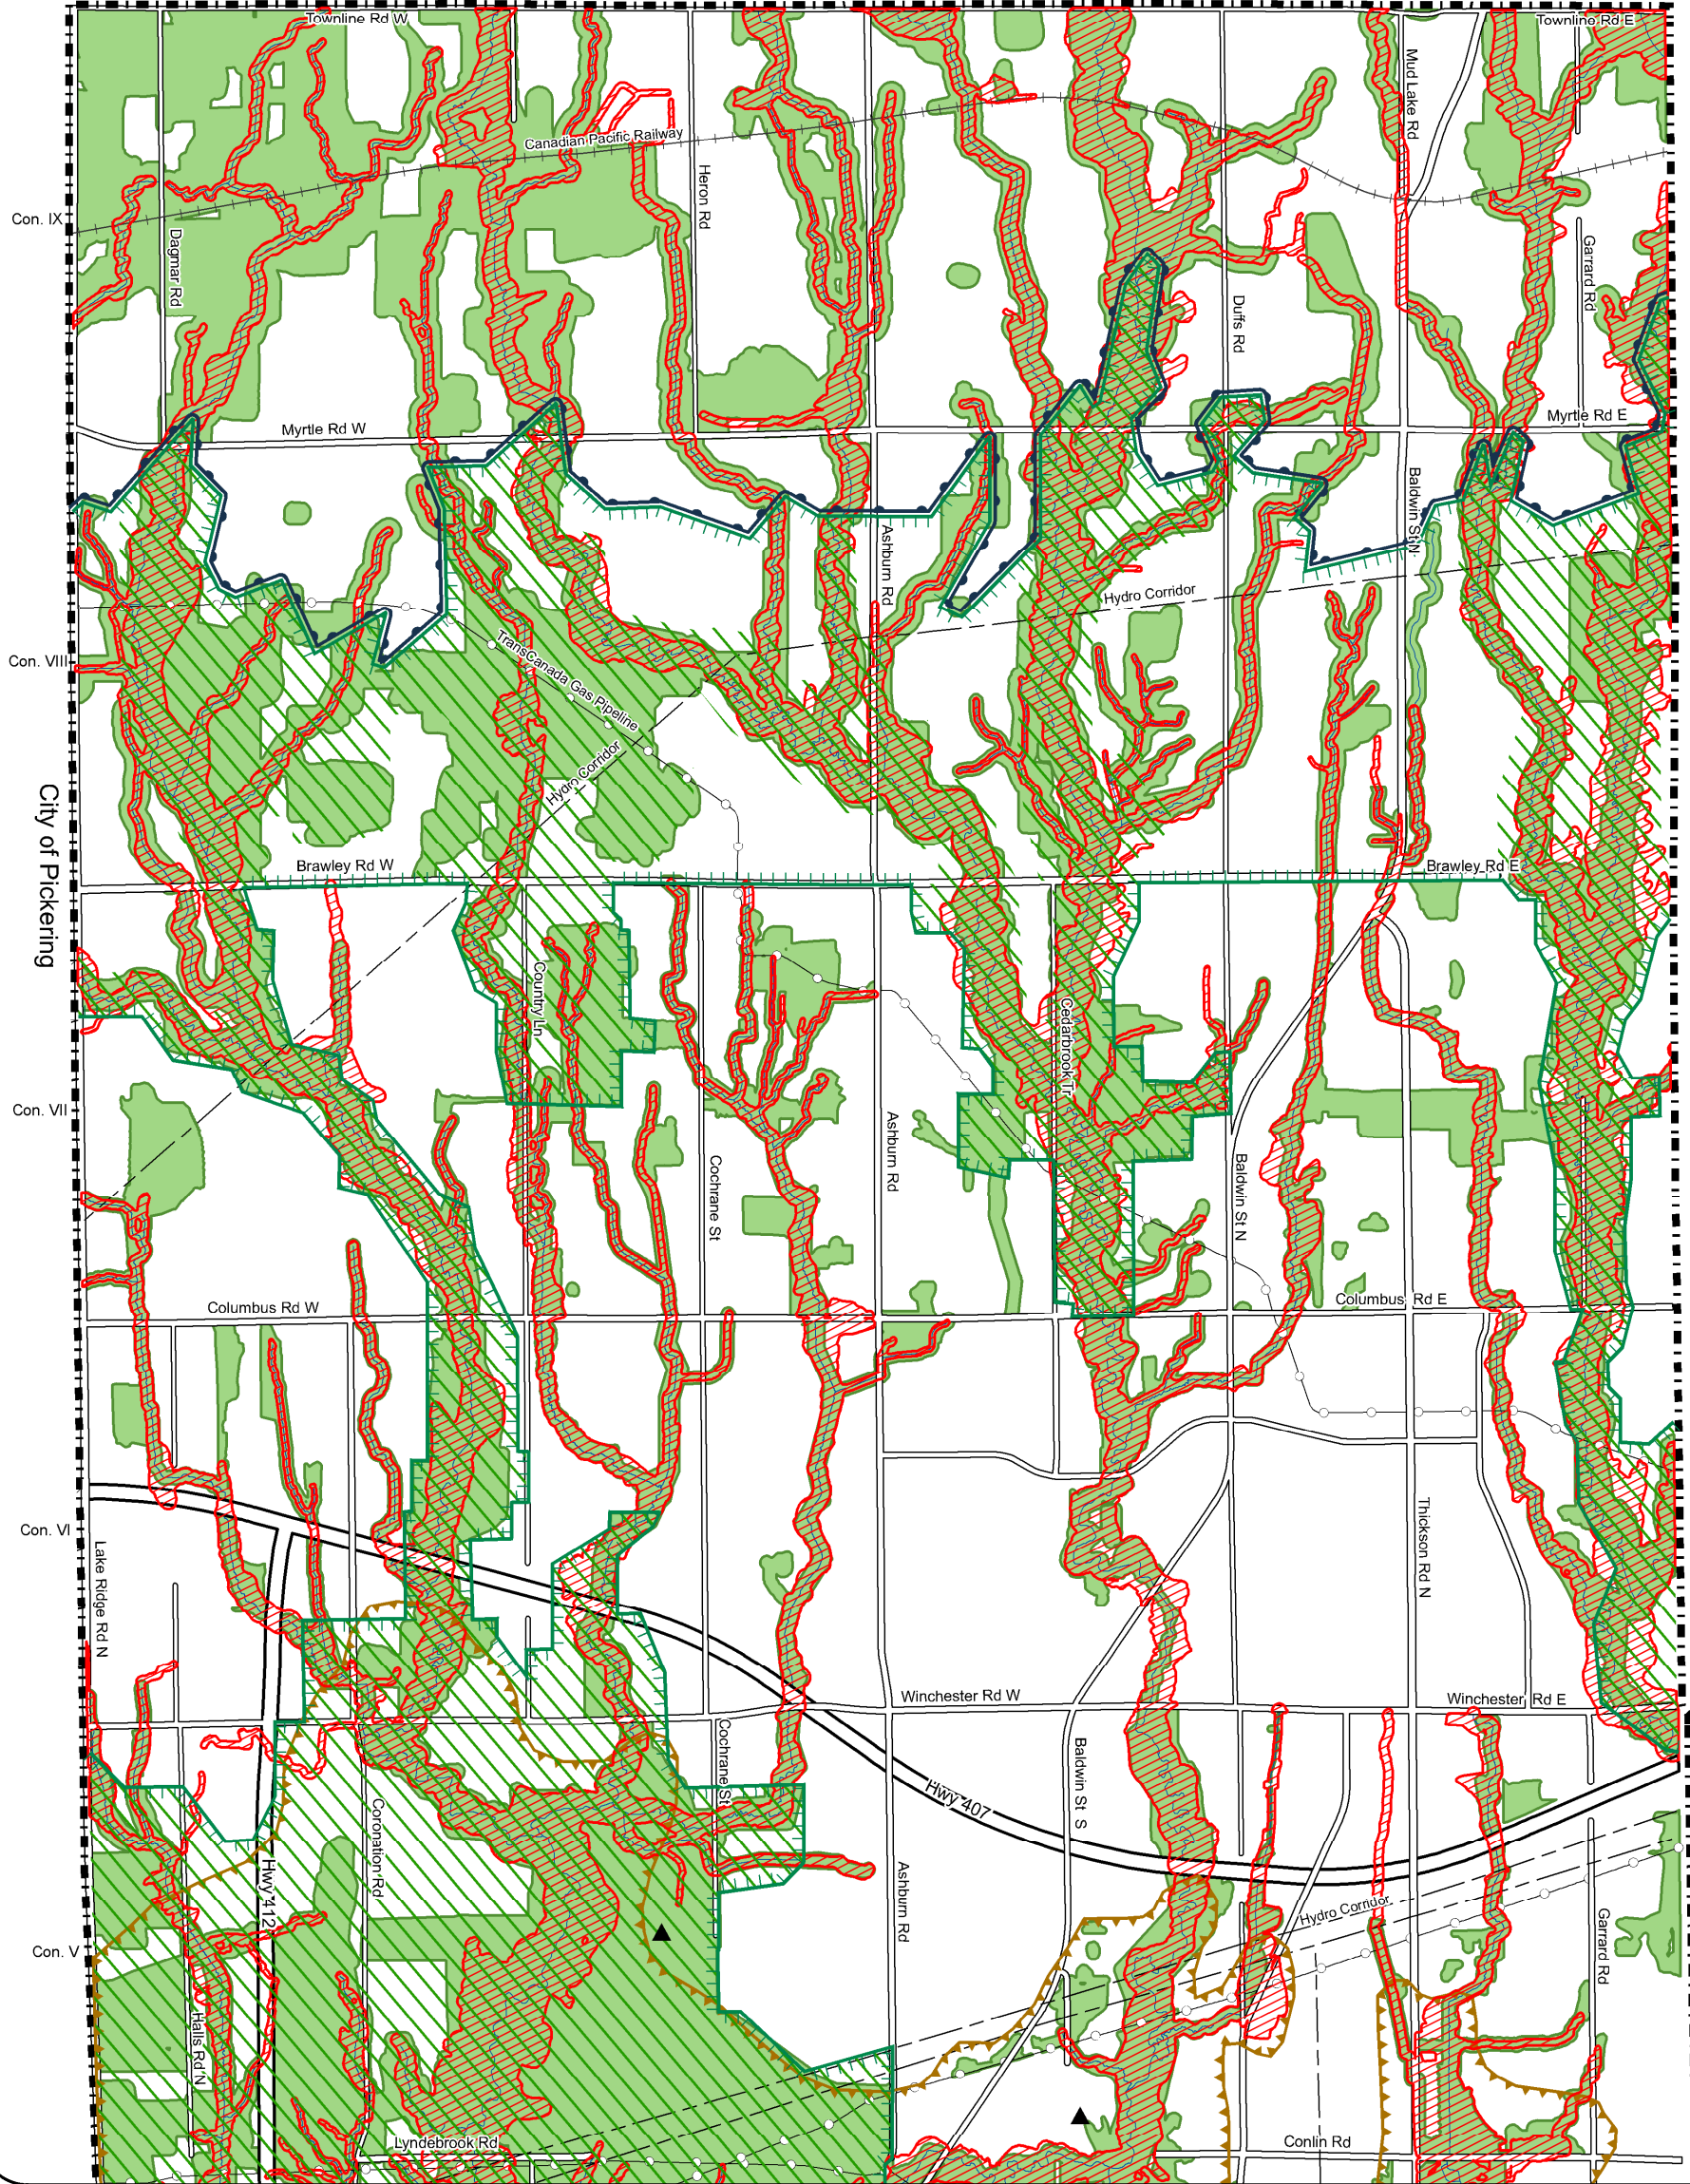 Townline Rd W
Townline Rd E
Mud Lake Rd
Canadian Pacific Railway
Heron Rd
Con. IX
Dagmar Rd
Garrard Rd
Duffs Rd
Myrtle Rd W
Myrtle Rd E
Baldwin St N
Ashburn Rd
Hydro Corridor
Con. VIII
TransCanada Gas Pipeline
Hydro Corridor
City of Pickering
Brawley Rd W
Brawley Rd E
Country Ln
Cedarbrook Tr
Con. VII
Ashburn Rd
Cochrane St
Baldwin St N
Columbus Rd W
Columbus Rd E
Con. VI
Lake Ridge Rd N
Thickson Rd N
Winchester Rd W
Winchester Rd E
Cochrane St
Baldwin St S
Hwy 407
Coronation Rd
Hwy 412
Ashburn Rd
Hydro Corridor
Garrard Rd
Con. V
Halls Rd N
Lyndebrook Rd
Conlin Rd